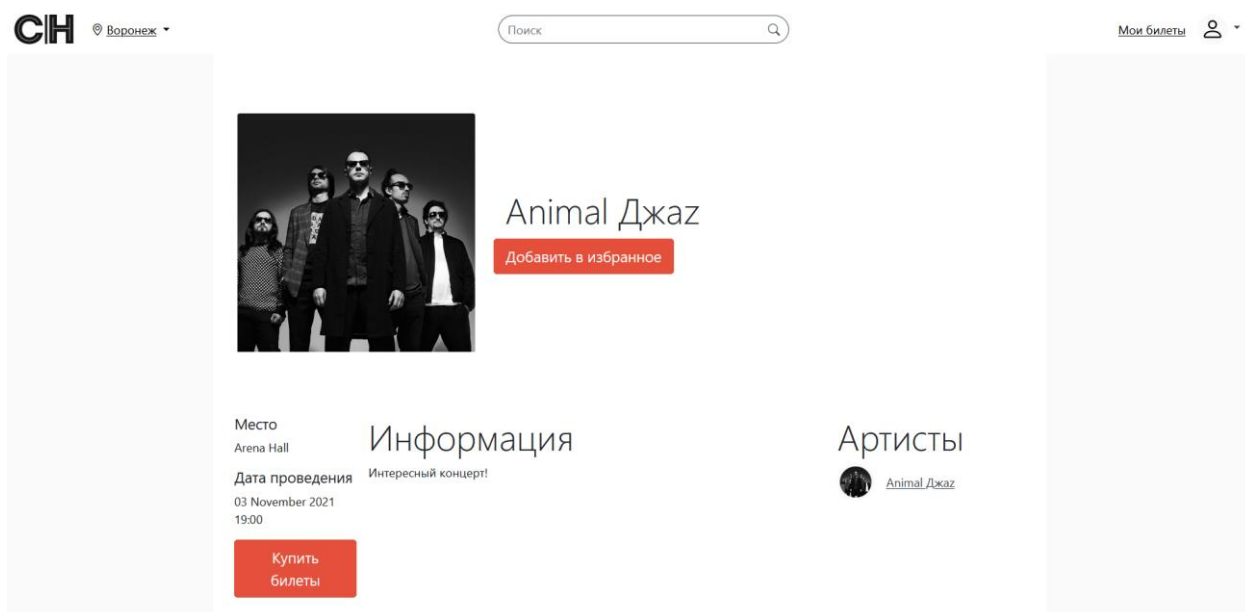 CH
Воронеж
Поиск
Мои билеты
Animal ДжаZ
Добавить в избранное
Место
Arena Hall
Дата проведения
03 November 2021
19:00
Купить
билеты
Информация
Интересный концерт!
Артисты
Animal ДжаZ